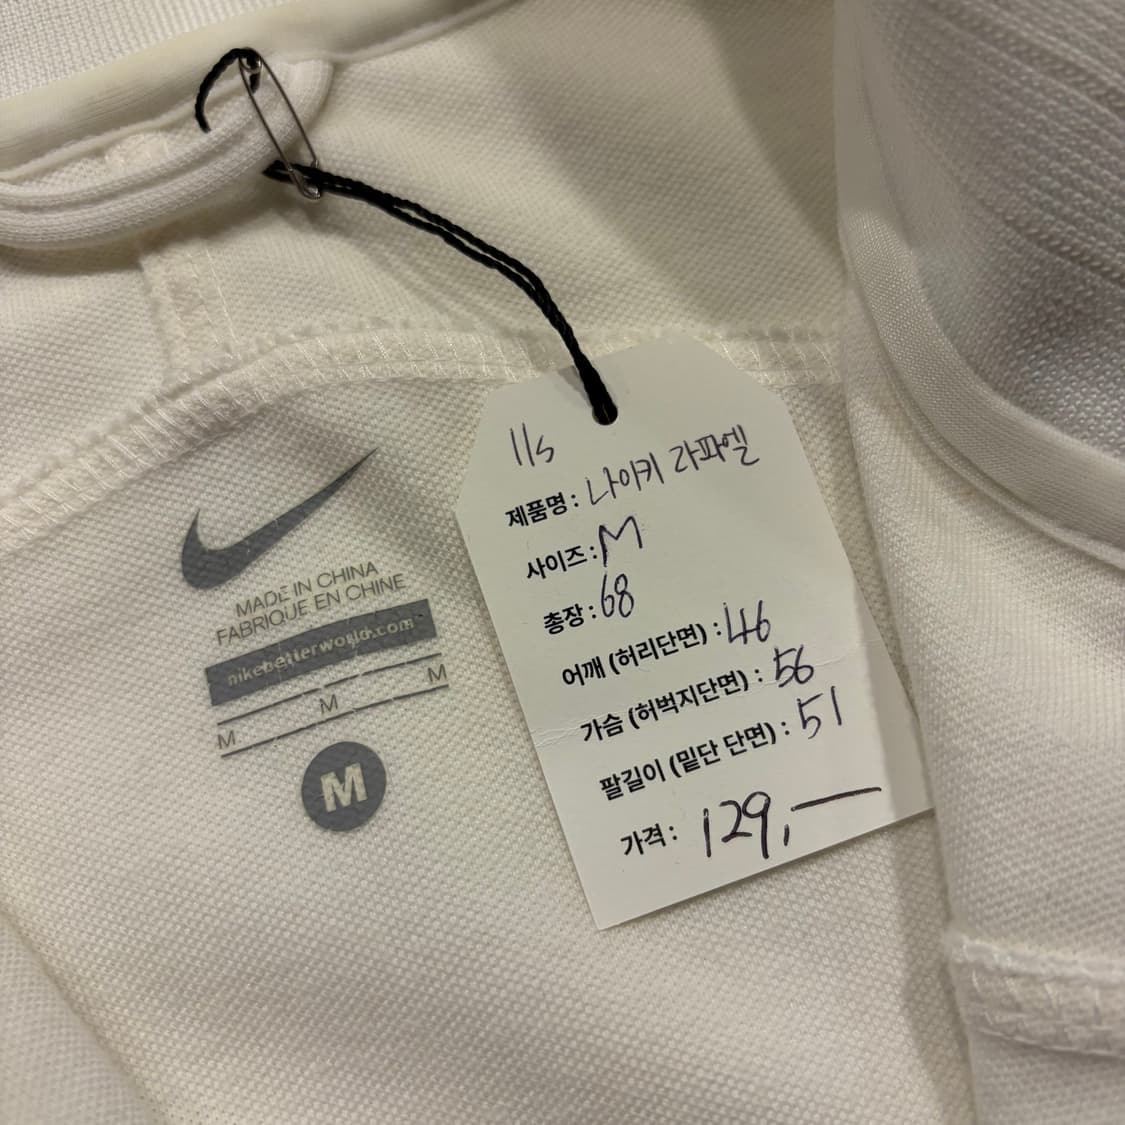 MADE IN CHINA
FABRIQUE EN CHINE
nikebetterworld.com
M M M
M
11s
제품명: 나이키 라파엘
사이즈: M
총장: 68
어깨 (허리단면) : 46
가슴 (허벅지단면) : 56
팔길이 (밑단 단면) : 51
가격: 129,—